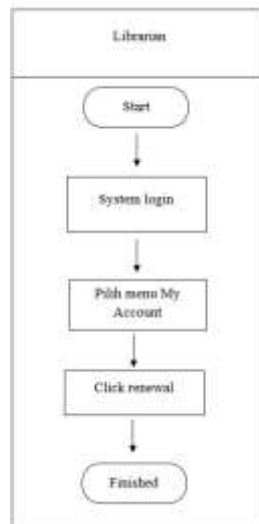 Librarian
Start
System login
Pilih menu My
Account
Click renewal
Finished